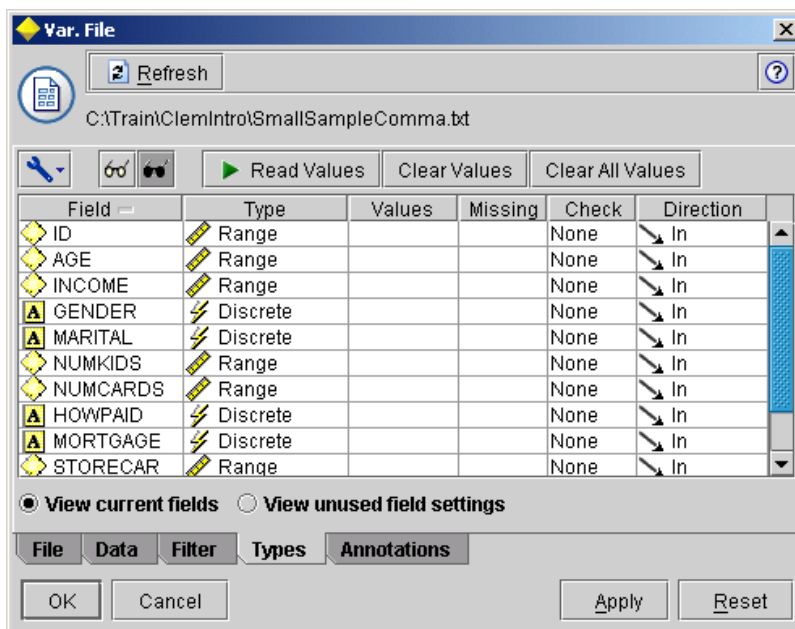 Var. File
Refresh
C:\Train\ClemIntro\SmallSampleComma.txt
Read Values Clear Values Clear All Values
Field Type Values Missing Check Direction
ID Range None In
AGE Range None In
INCOME Range None In
A GENDER Discrete None In
A MARITAL Discrete None In
NUMKIDS Range None In
NUMCARDS Range None In
A HOWPAID Discrete None In
A MORTGAGE Discrete None In
STORECAR Range None In
View current fields View unused field settings
File Data Filter Types Annotations
OK Cancel Apply Reset